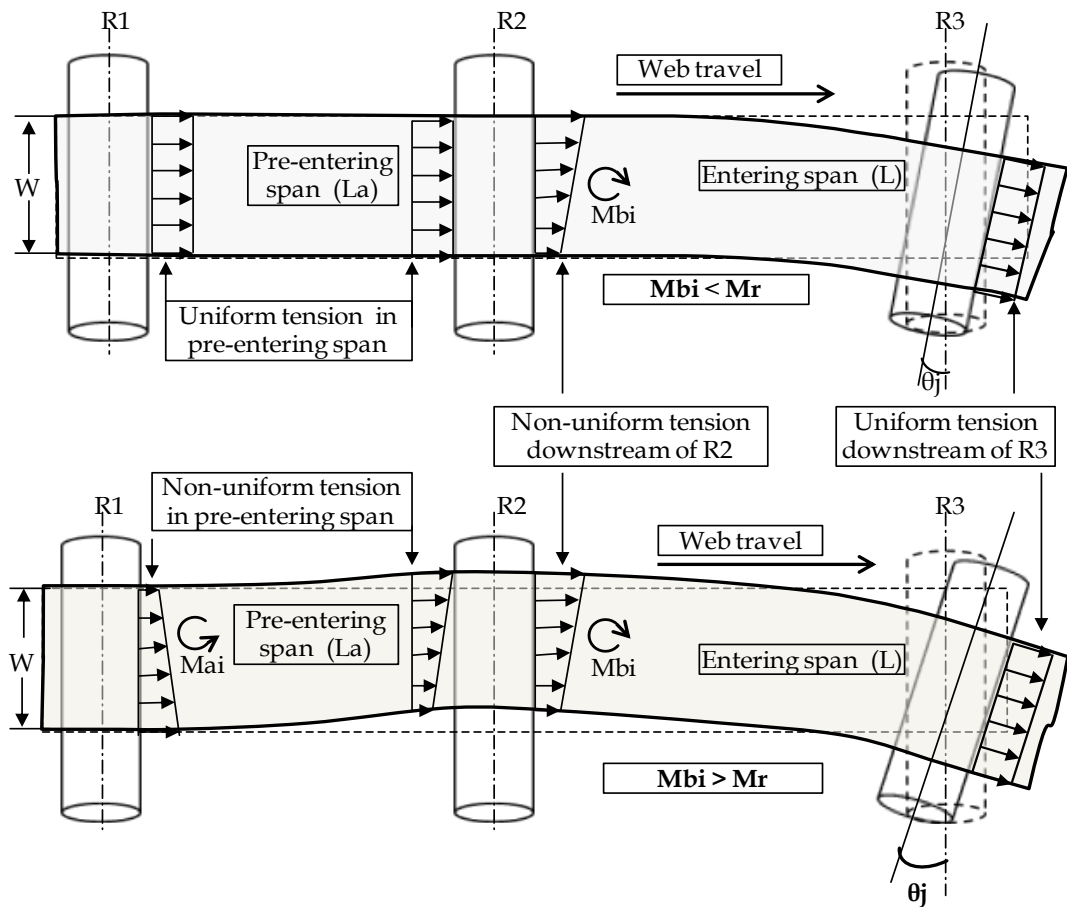 R1
R2
R3
Web travel
Pre-entering
span (La)
Entering span (L)
W
Mbi
Mbi < Mr
Uniform tension in
pre-entering span
θj
Non-uniform tension
downstream of R2
Uniform tension
downstream of R3
Non-uniform tension
in pre-entering span
R1
R2
R3
Web travel
Pre-entering
span (La)
Entering span (L)
W
Mai
Mbi
Mbi > Mr
θj